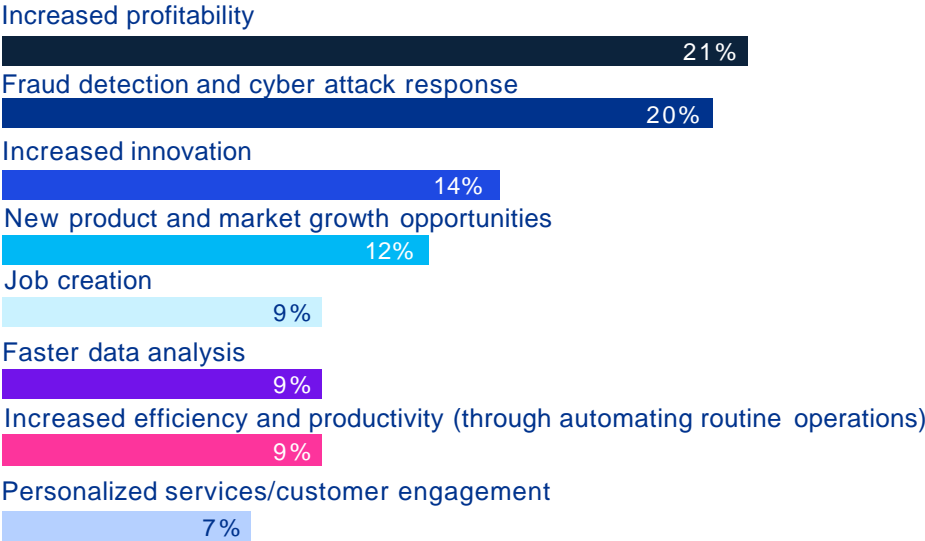 Increased profitability
21%
Fraud detection and cyber attack response
20%
Increased innovation
14%
New product and market growth opportunities
12%
Job creation
9%
Faster data analysis
9%
Increased efficiency and productivity (through automating routine operations)
9%
Personalized services/customer engagement
7%